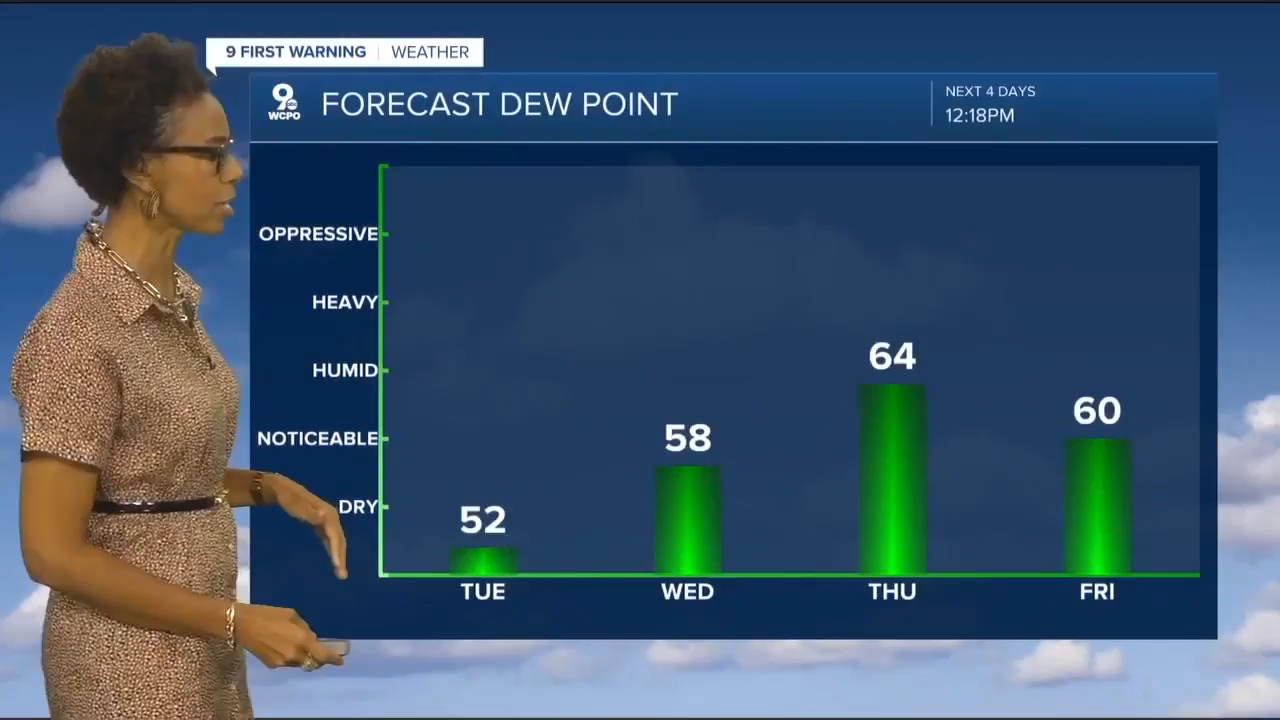 9 FIRST WARNING | WEATHER
9
abc
WCPO
FORECAST DEW POINT
NEXT 4 DAYS
12:18PM
OPPRESSIVE
HEAVY
HUMID
NOTICEABLE
DRY
52
58
64
60
TUE
WED
THU
FRI